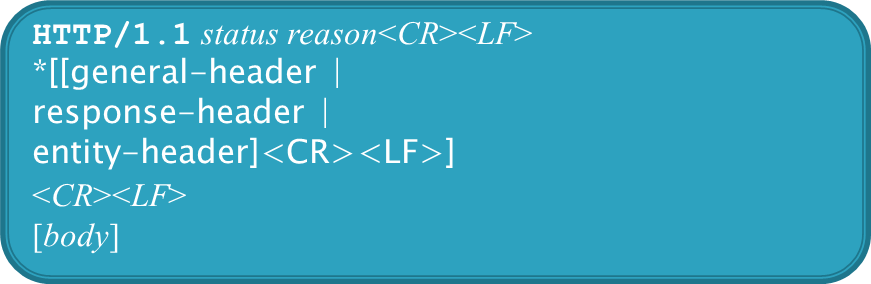 HTTP/1.1 status reason<CR><LF>
*[[general-header |
response-header |
entity-header]<CR><LF>]
<CR><LF>
[body]